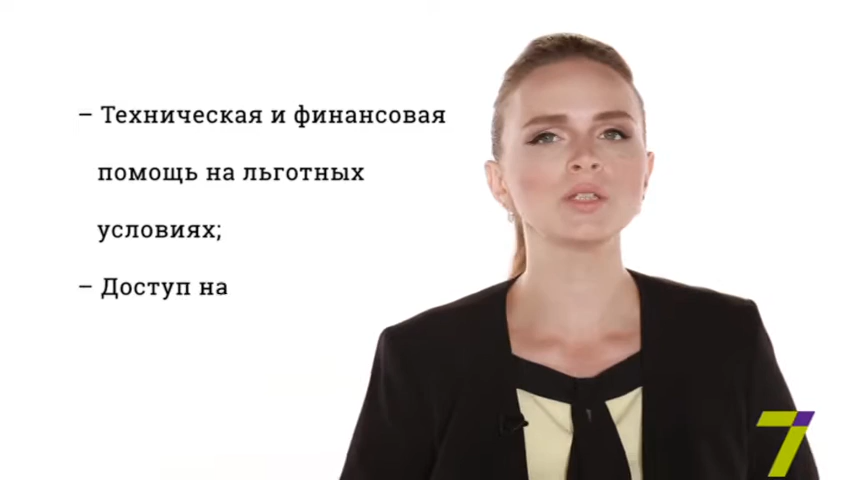 – Техническая и финансовая
помощь на льготных
условиях;
– Доступ на
7